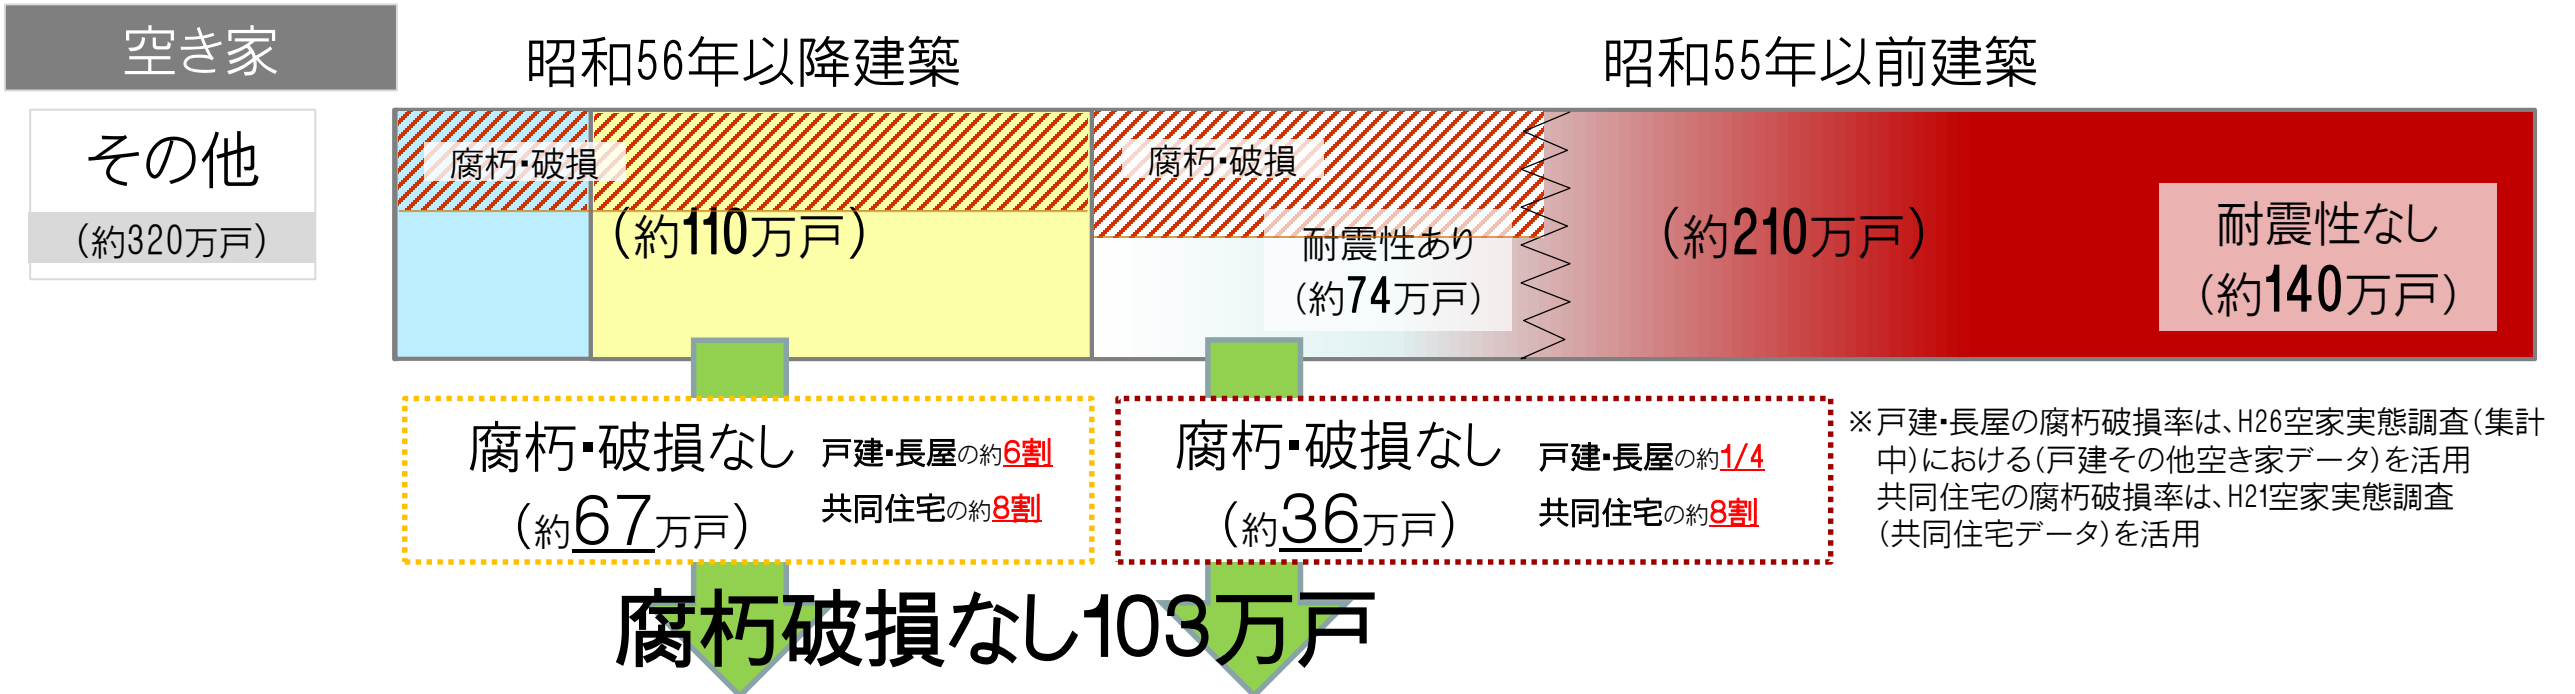 空き家
昭和56年以降建築
昭和55年以前建築
その他
(約320万戸)
腐朽・破損
(約110万戸)
腐朽・破損
耐震性あり
(約74万戸)
(約210万戸)
耐震性なし
(約140万戸)
腐朽・破損なし
(約67万戸)
戸建・長屋の約6割
共同住宅の約8割
腐朽・破損なし
(約36万戸)
戸建・長屋の約1/4
共同住宅の約8割
※戸建・長屋の腐朽破損率は、H26空家実態調査(集計
中)における(戸建その他空き家データ)を活用
共同住宅の腐朽破損率は、H21空家実態調査
(共同住宅データ)を活用
腐朽破損なし103万戸